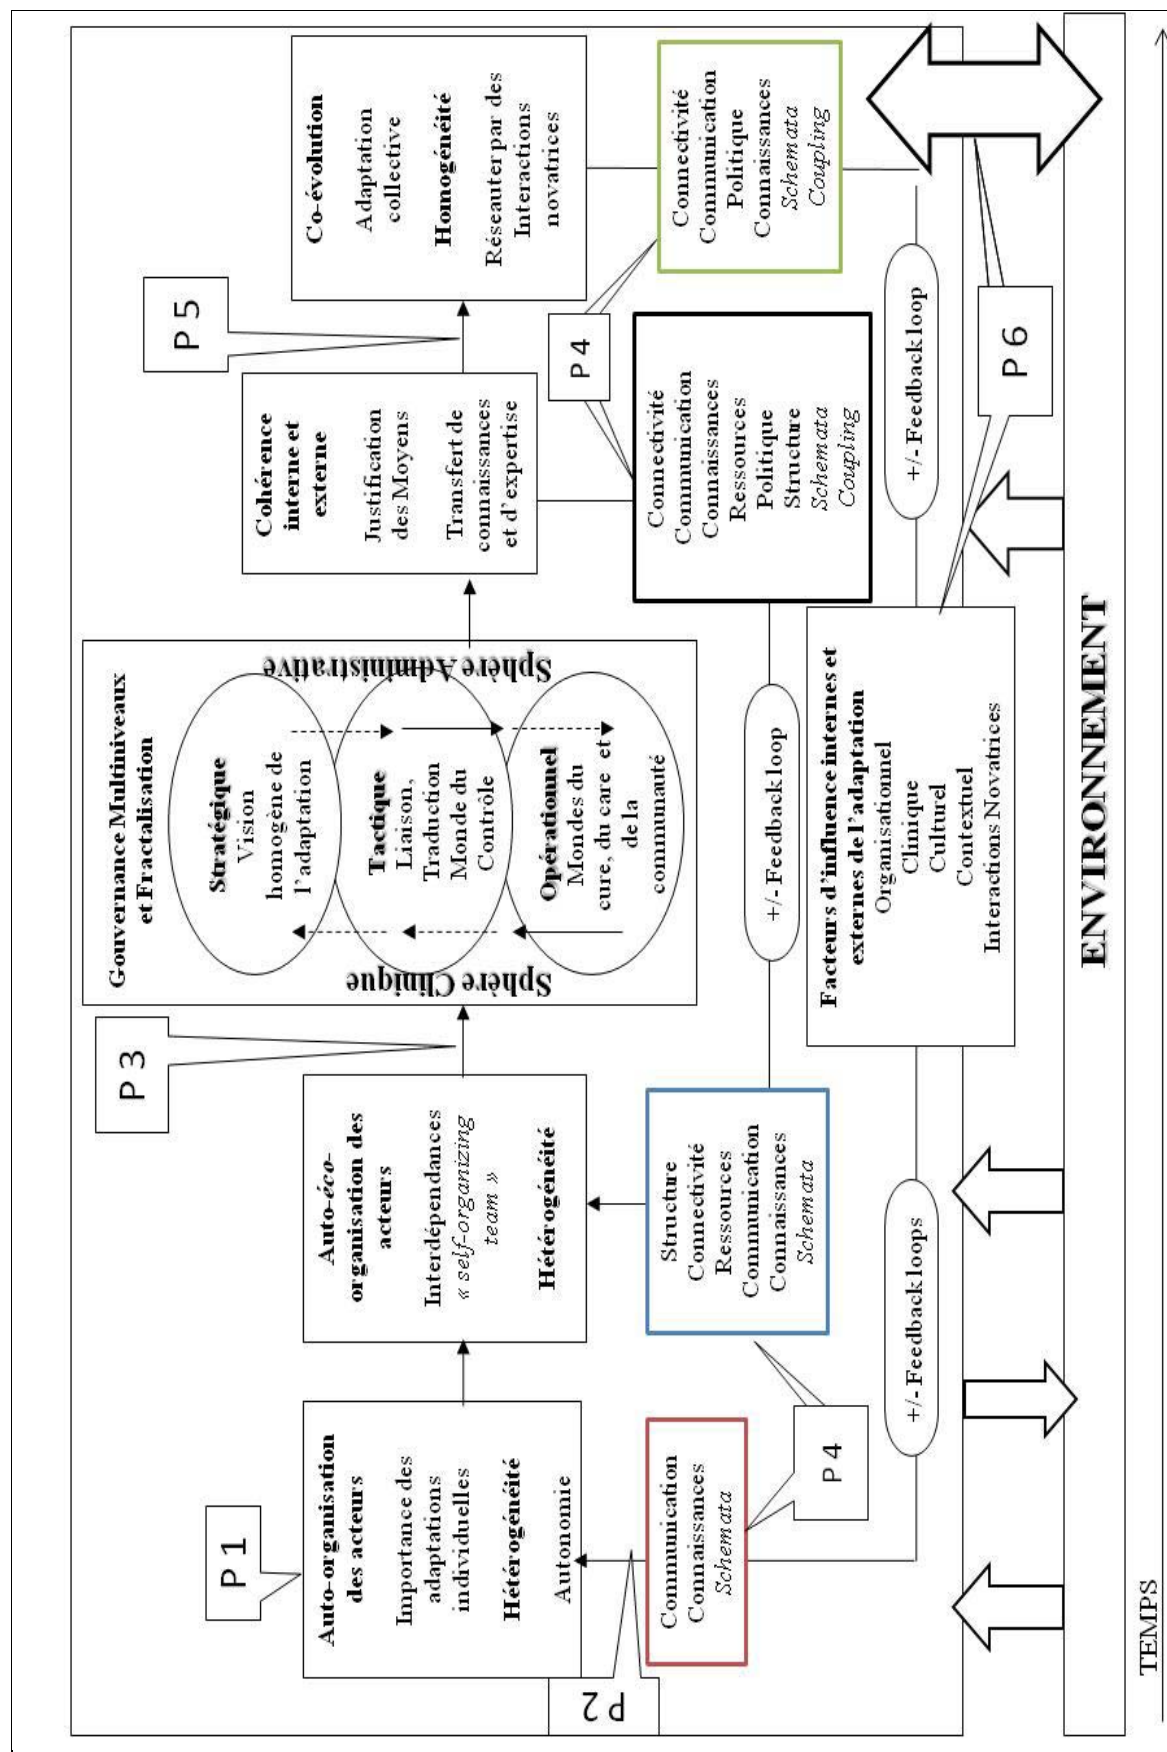 P 1
Auto-organisation
des acteurs
Importance des
adaptations
individuelles
Hétérogénéité
Autonomie
P 2
Communication
Connaissances
Schemata
P 4
Auto-éco-
organisation des
acteurs
Interdépendances
« self-organizing
team »
Hétérogénéité
Structure
Connectivité
Ressources
Communication
Connaissances
Schemata
P 3
Gouvernance Multiniveaux
et Fractalisation
Sphère Clinique
Stratégique
Vision
homogène de
l'adaptation
Tactique
Liaison,
Traduction
Monde du
Contrôle
Opérationnel
Mondes du
cure, du care et
de la
communauté
Sphère Administrative
Cohérence
interne et
externe
Justification
des Moyens
Transfert de
connaissances
et d'expertise
P 5
Co-évolution
Adaptation
collective
Homogénéité
Réseauter par des
Interactions
novatrices
P 4
Connectivité
Communication
Connaissances
Ressources
Politique
Structure
Schemata
Coupling
Connectivité
Communication
Politique
Connaissances
Schemata
Coupling
+/- Feedback loop
+/- Feedback loops
Facteurs d'influence internes et
externes de l'adaptation
Organisationnel
Clinique
Culturel
Contextuel
Interactions Novatrices
+/- Feedback loop
P 6
ENVIRONNEMENT
TEMPS